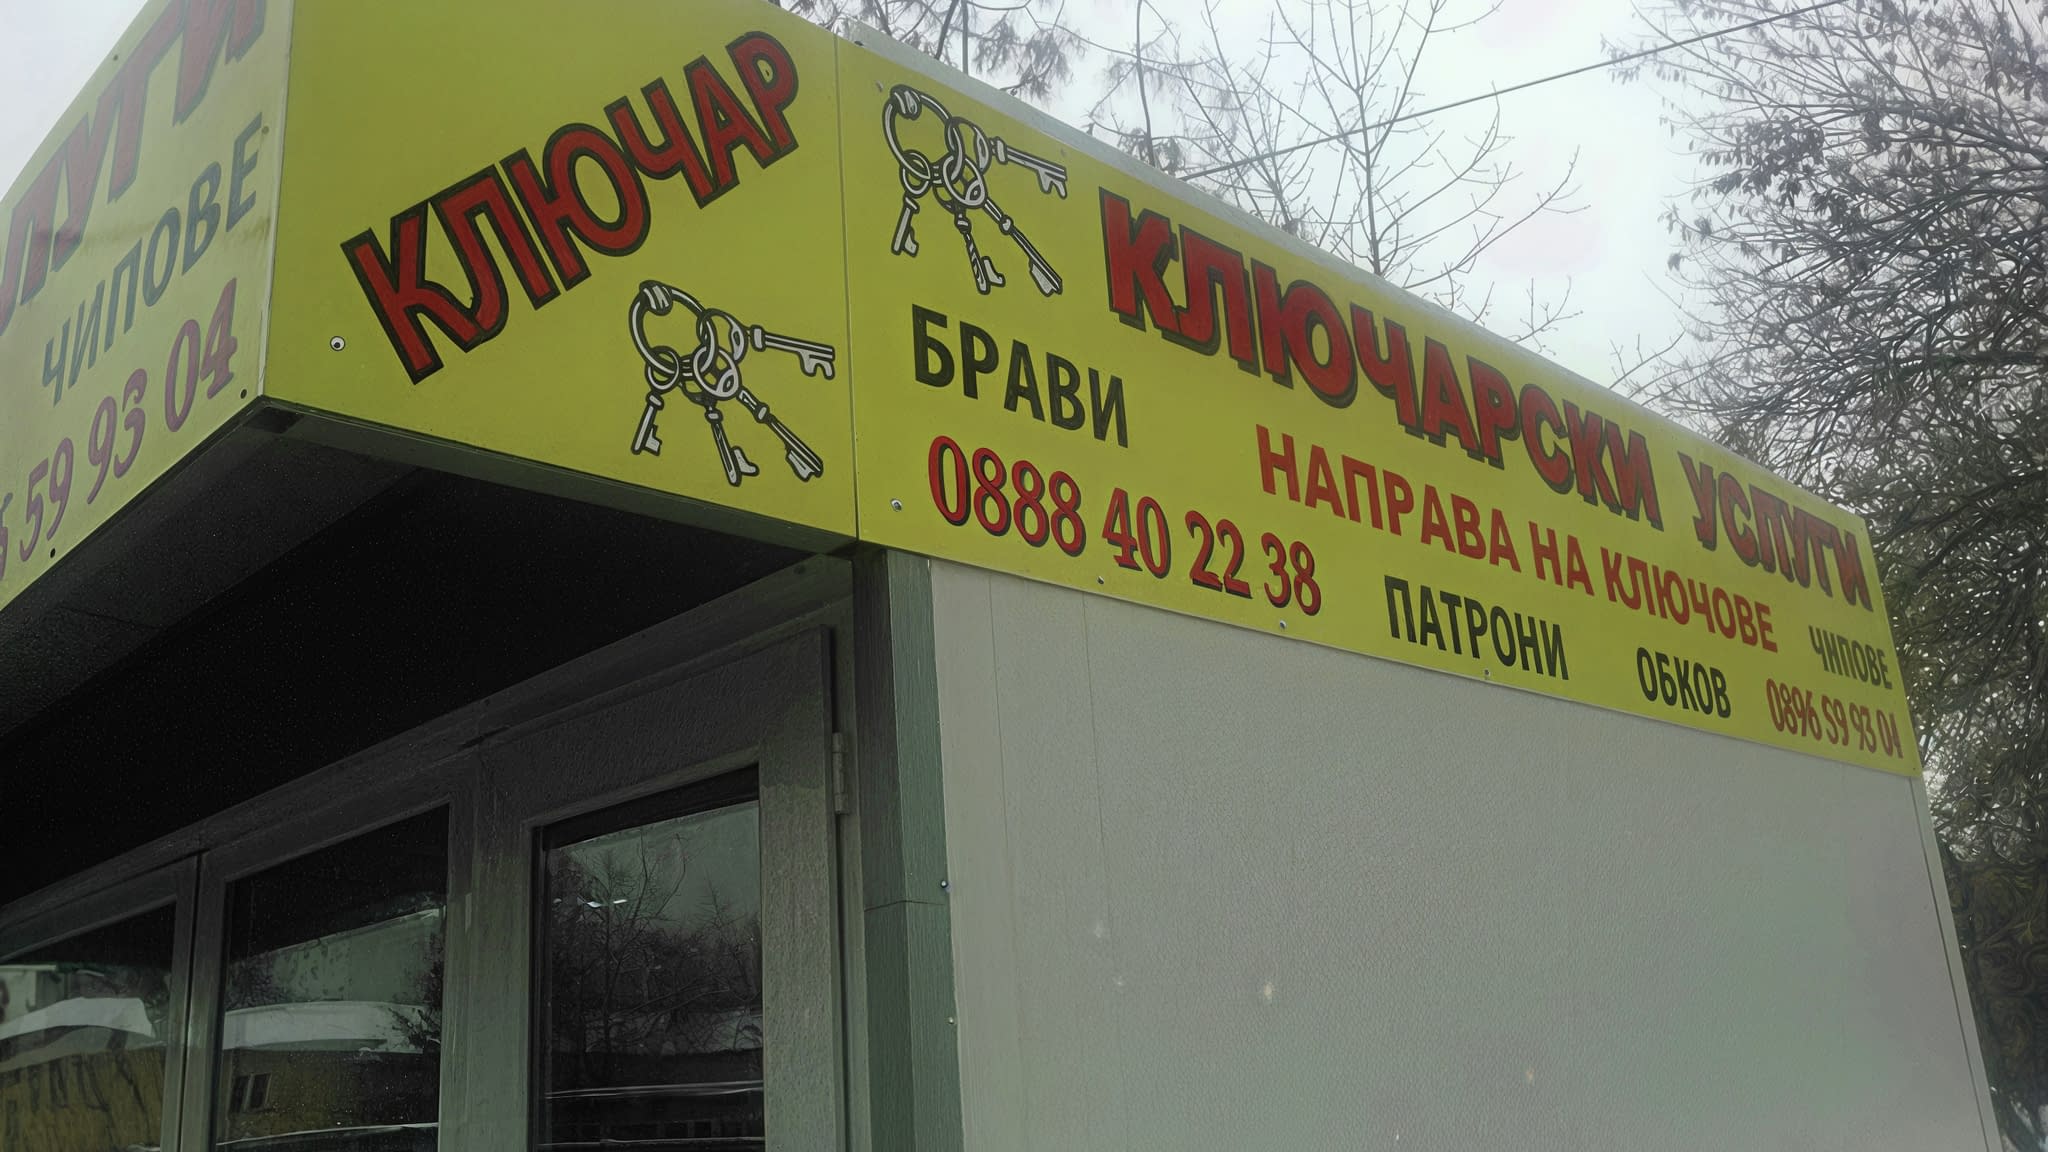 ЛУГИ
ЧИПОВЕ
59 93 04
КЛЮЧАР
КЛЮЧАРСКИ УСЛУГИ
БРАВИ
НАПРАВА НА КЛЮЧОВЕ
ЧИПОВЕ
0888 40 22 38
ПАТРОНИ
ОБКОВ
0896 59 93 04